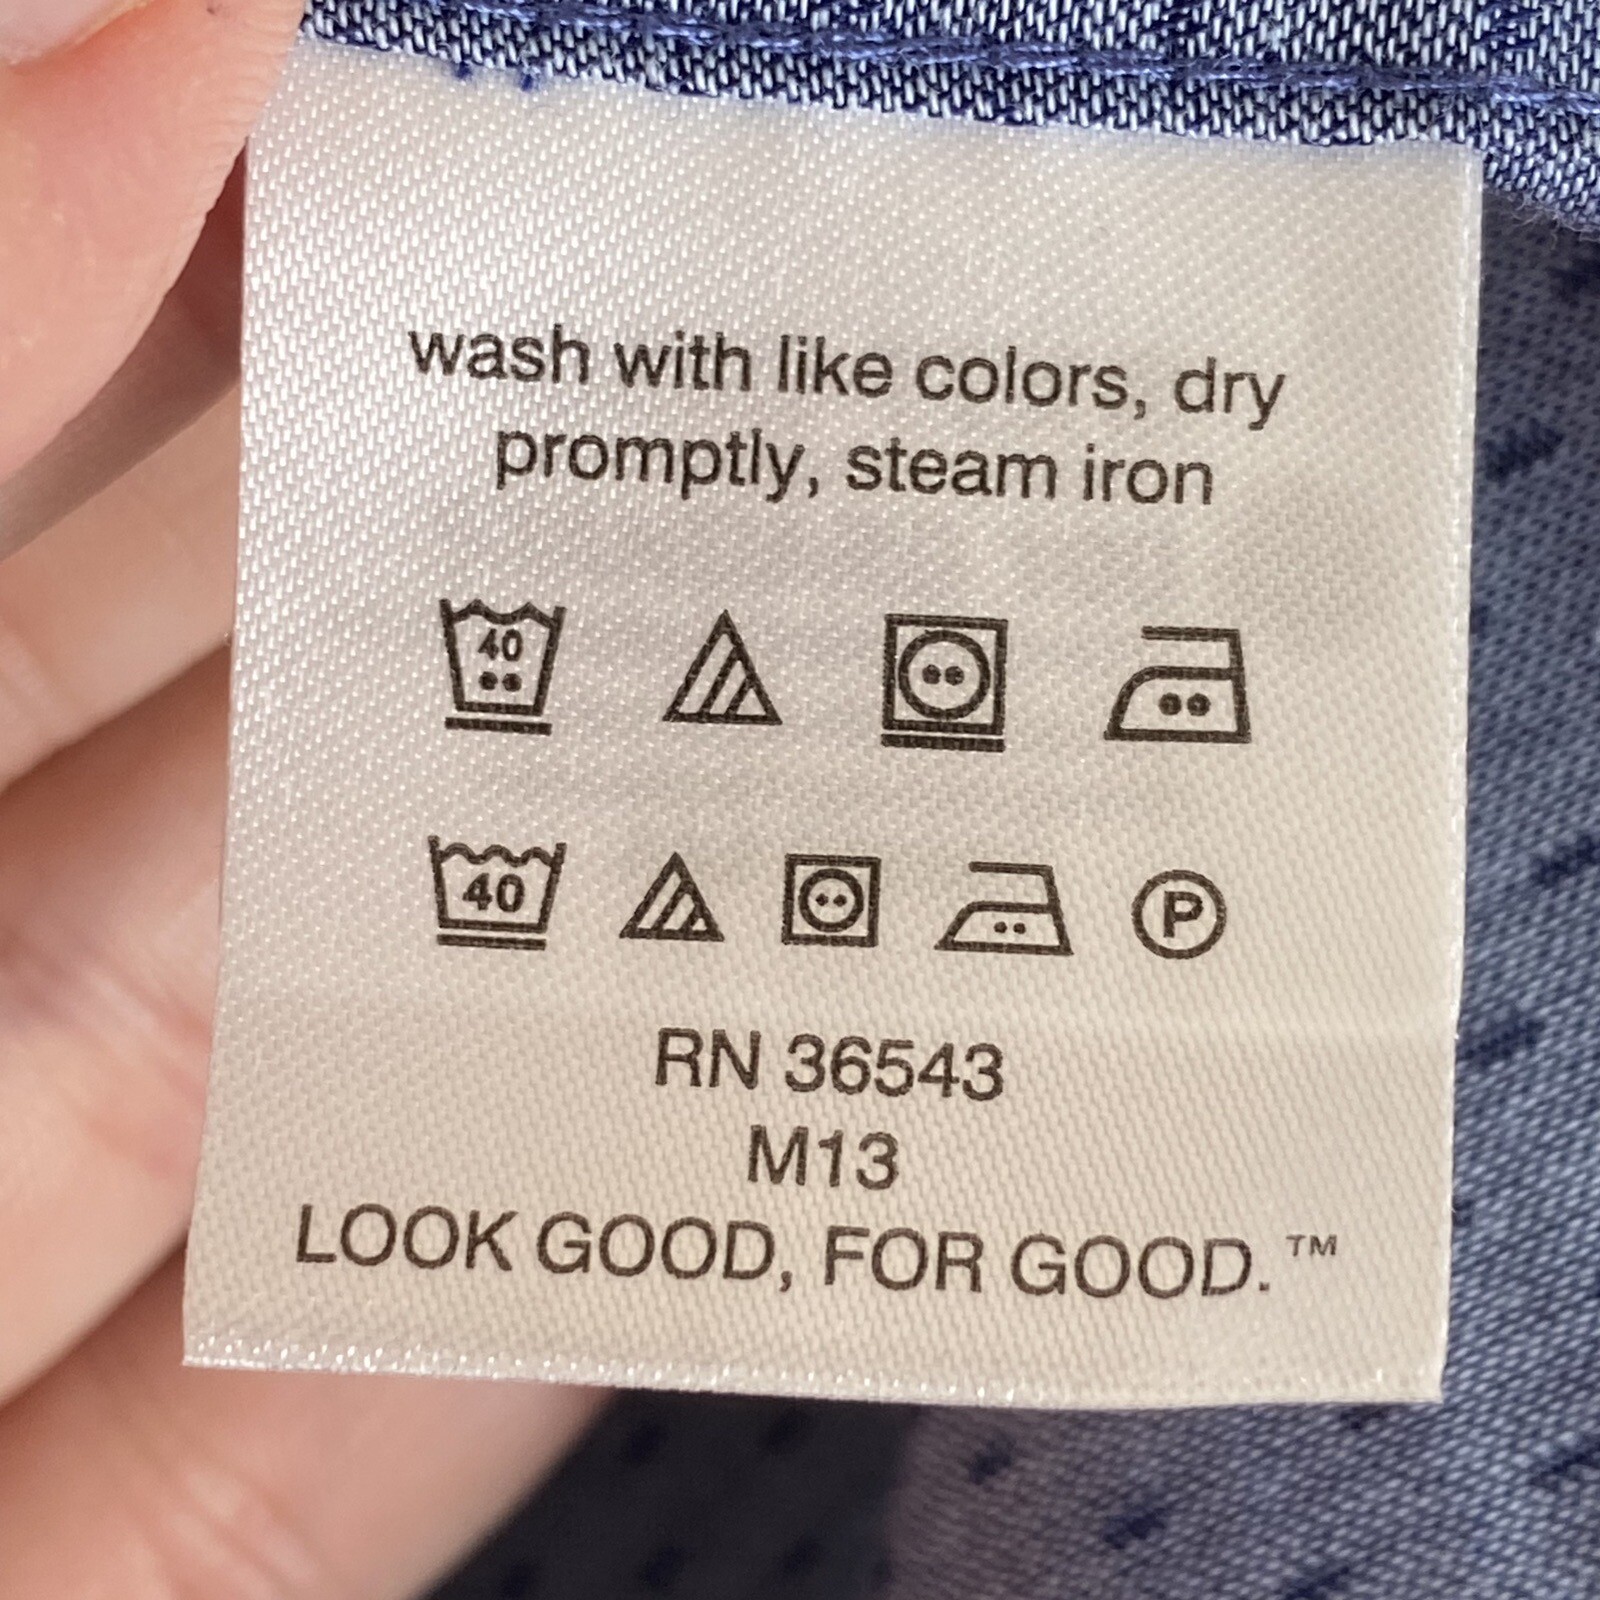 wash with like colors, dry
promptly, steam iron
40
40
P
RN 36543
M13
LOOK GOOD, FOR GOOD.™